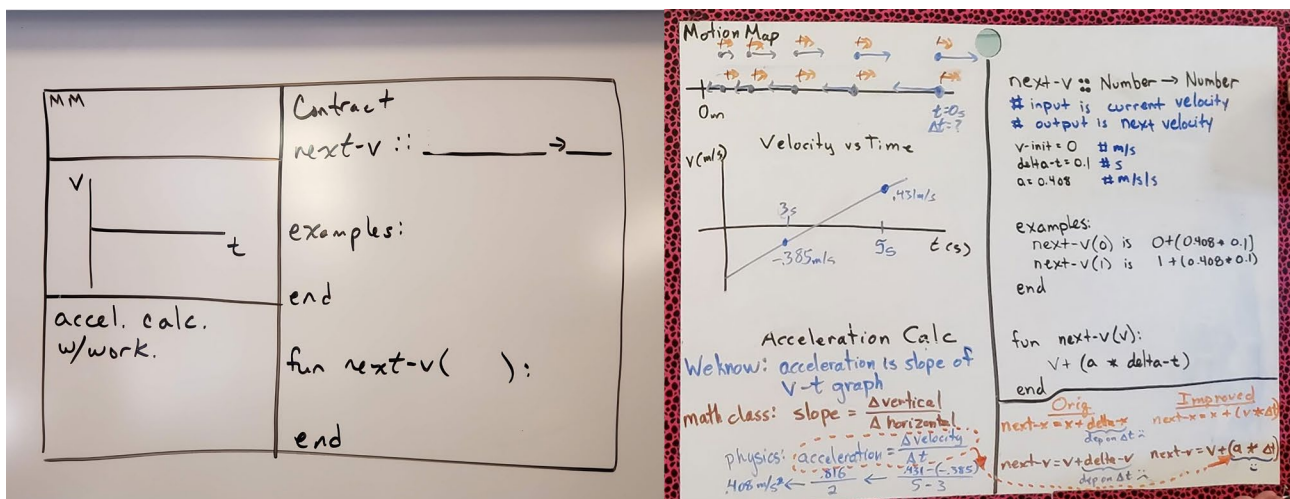 MM
V
t
accel. calc.
w/work.
Contract
next-v :: ________ → ___
examples:
end
fun next-v(    ):
end
Motion Map
0m
t=0s
Δt=?
Velocity vs Time
V(m/s)
3s
.431m/s
-.385m/s
5s
t(s)
Acceleration Calc
We know: acceleration is slope of
v-t graph
math class: slope = Δvertical / Δhorizontal
physics: acceleration = Δvelocity / Δt
.408 m/s² ← .816 / 2 ← .431-(-.385) / 5-3
next-v :: Number → Number
# input is current velocity
# output is next velocity
v-init = 0 # m/s
delta-t = 0.1 # s
a = 0.408 # m/s/s
examples:
next-v(0) is 0+(0.408*0.1)
next-v(1) is 1+(0.408*0.1)
end
fun next-v(v):
v + (a * delta-t)
end
Orig Improved
next-x = x + delta-x next-x = x + (v*Δt)
dep on Δt
next-v = v + delta-v next-v = v + (a * Δt)
dep on Δt